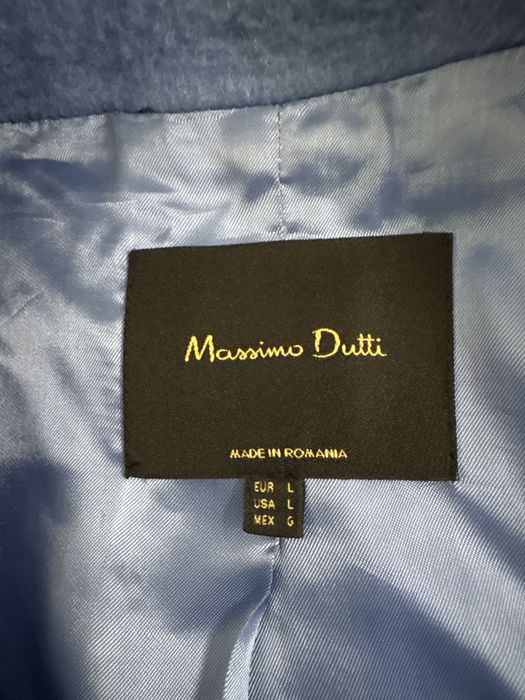 Massimo Dutti
MADE IN ROMANIA
EUR L
USA L
MEX G